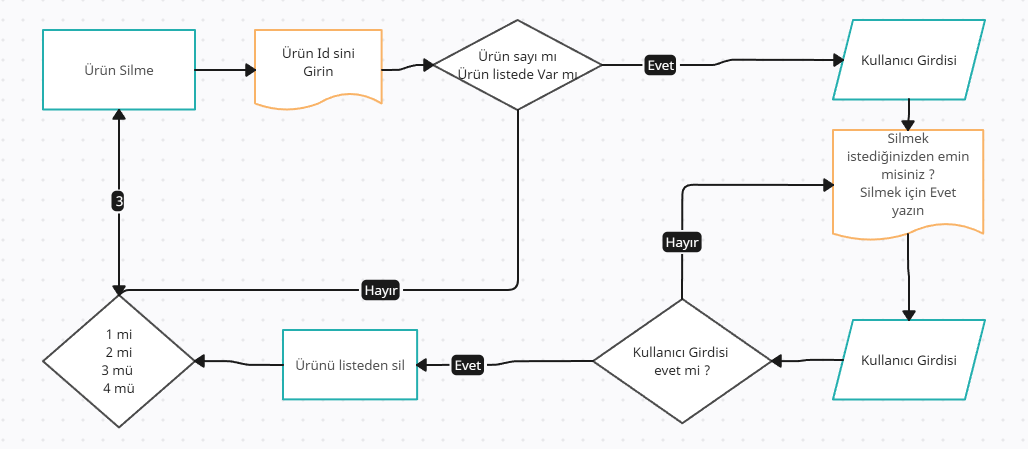 Ürün Silme
Ürün Id sini
Girin
Ürün sayı mı
Ürün listede Var mı
Evet
Kullanıcı Girdisi
Silmek
istediğinizden emin
misiniz ?
Silmek için Evet
yazın
3
Hayır
Hayır
1 mi
2 mi
3 mü
4 mü
Ürünü listeden sil
Evet
Kullanıcı Girdisi
evet mi ?
Kullanıcı Girdisi